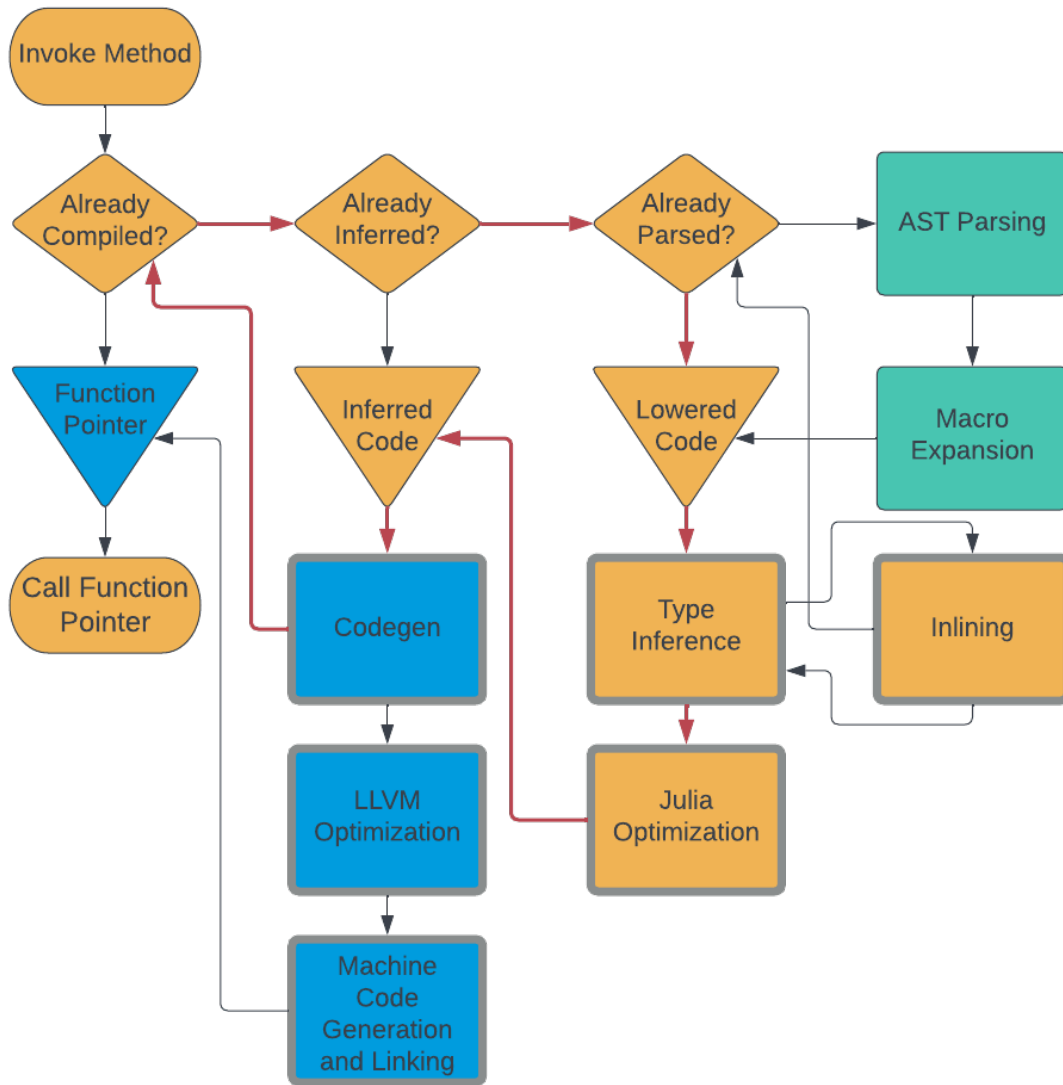 Invoke Method
Already
Compiled?
Already
Inferred?
Already
Parsed?
AST Parsing
Function
Pointer
Inferred
Code
Lowered
Code
Macro
Expansion
Call Function
Pointer
Codegen
Type
Inference
Inlining
LLVM
Optimization
Julia
Optimization
Machine
Code
Generation
and Linking